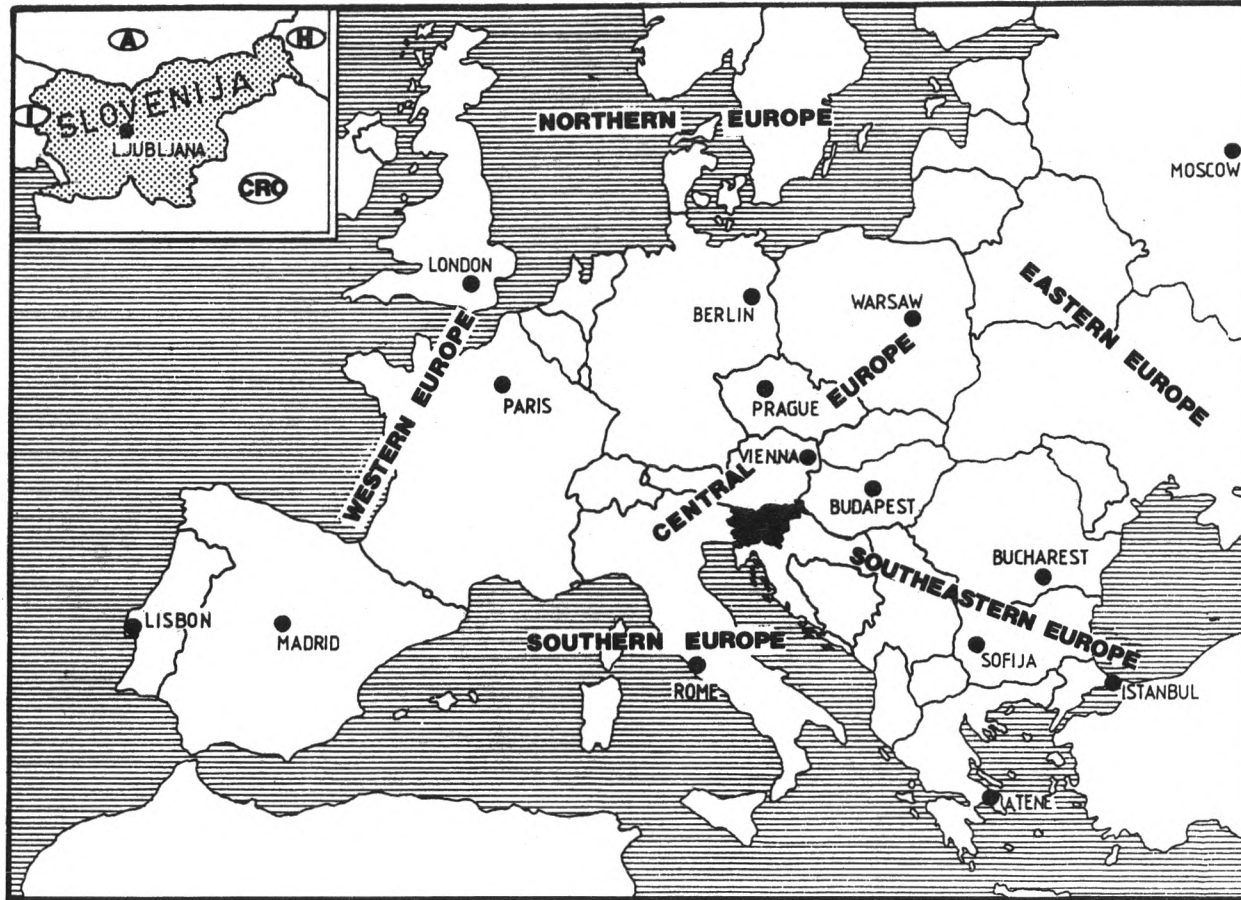 A
H
I
SLOVENIJA
LJUBLJANA
CRO
NORTHERN EUROPE
MOSCOW
LONDON
BERLIN
WARSAW
EASTERN EUROPE
WESTERN EUROPE
PARIS
PRAGUE
CENTRAL EUROPE
VIENNA
BUDAPEST
SOUTHEASTERN EUROPE
BUCHAREST
LISBON
MADRID
SOUTHERN EUROPE
ROME
SOFIJA
ISTANBUL
ATENE